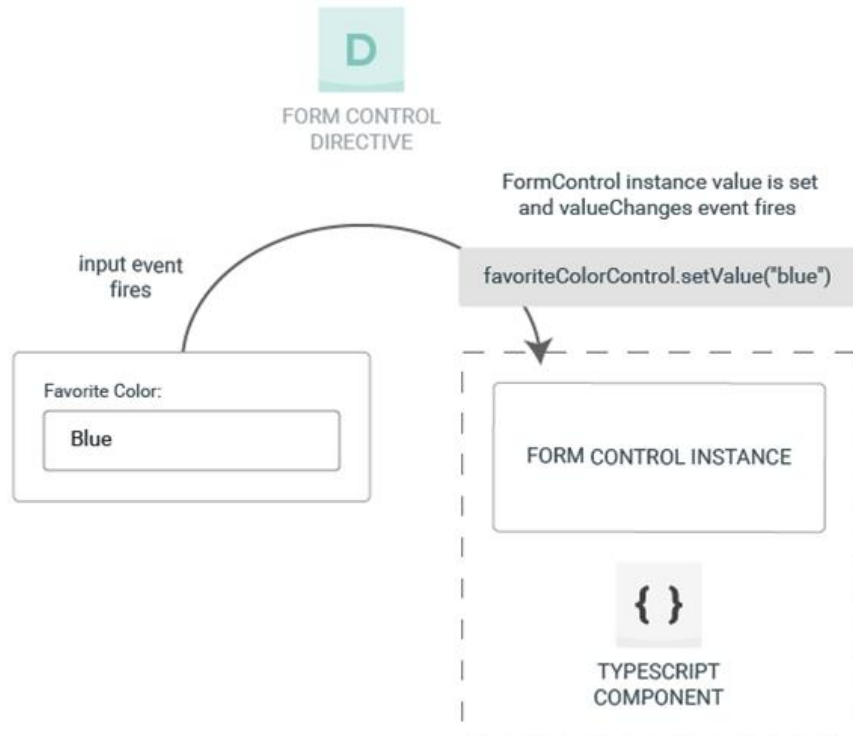 D
FORM CONTROL
DIRECTIVE
FormControl instance value is set
and valueChanges event fires
input event
fires
favoriteColorControl.setValue("blue")
Favorite Color:
Blue
FORM CONTROL INSTANCE
{ }
TYPESCRIPT
COMPONENT